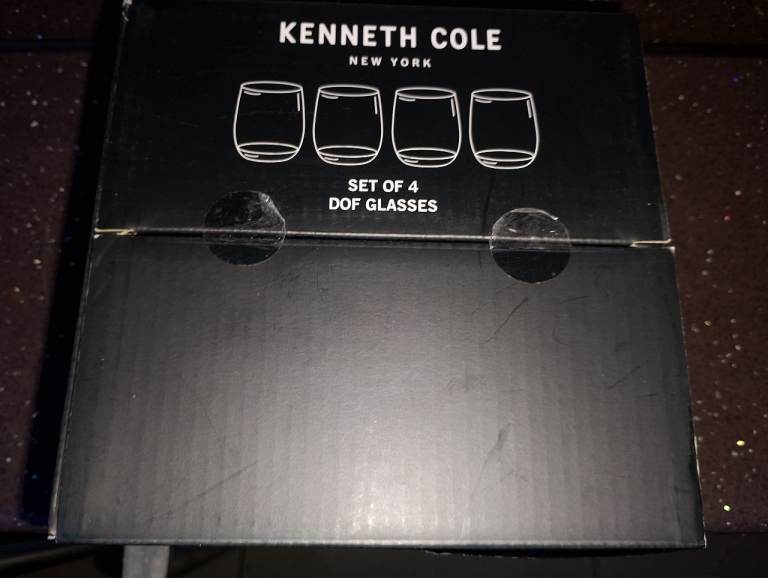 KENNETH COLE
NEW YORK
SET OF 4
DOF GLASSES